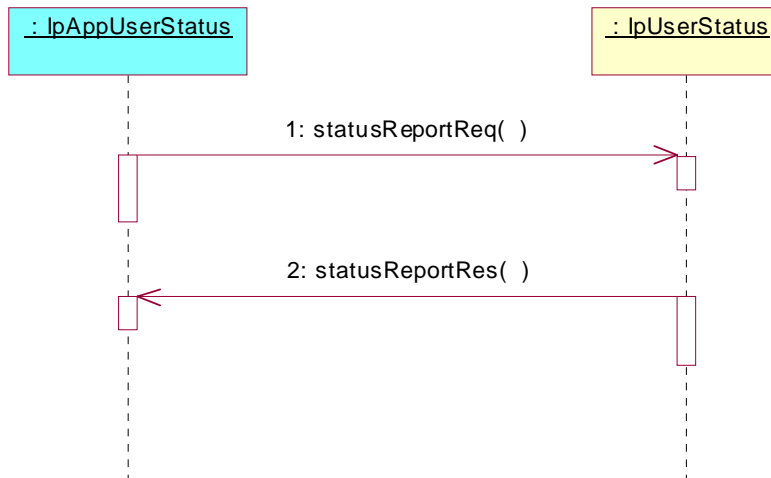 : IpAppUserStatus
: IpUserStatus
1: statusReportReq( )
2: statusReportRes( )